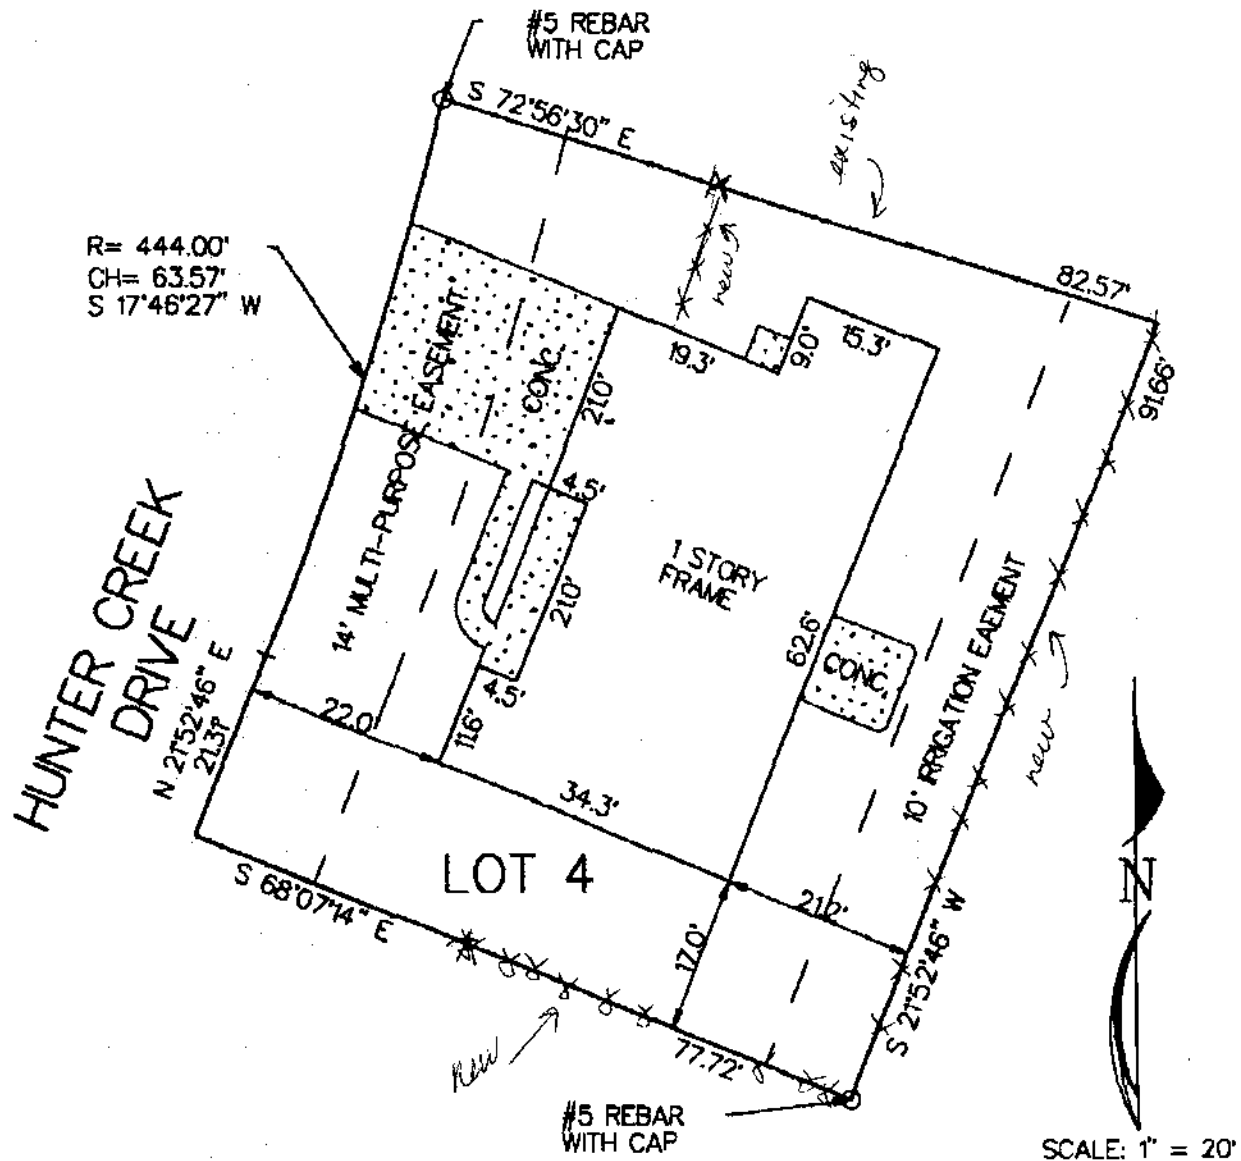 #5 REBAR
WITH CAP
S 72°56'30" E
existing
R= 444.00'
CH= 63.57'
S 17°46'27" W
new
82.57'
19.3'
9.0'
15.3'
91.66'
14' MULTI-PURPOSE EASEMENT
CONC.
21.0'
4.5'
1 STORY
FRAME
21.0'
62.6'
CONC.
10' IRRIGATION EAEMENT
new
HUNTER CREEK
DRIVE
N 21°52'46" E
21.31'
22.0'
4.5'
11.6'
34.3'
LOT 4
S 68°07'14" E
21.2'
17.0'
S 21°52'46" W
N
new
77.72'
#5 REBAR
WITH CAP
SCALE: 1" = 20'